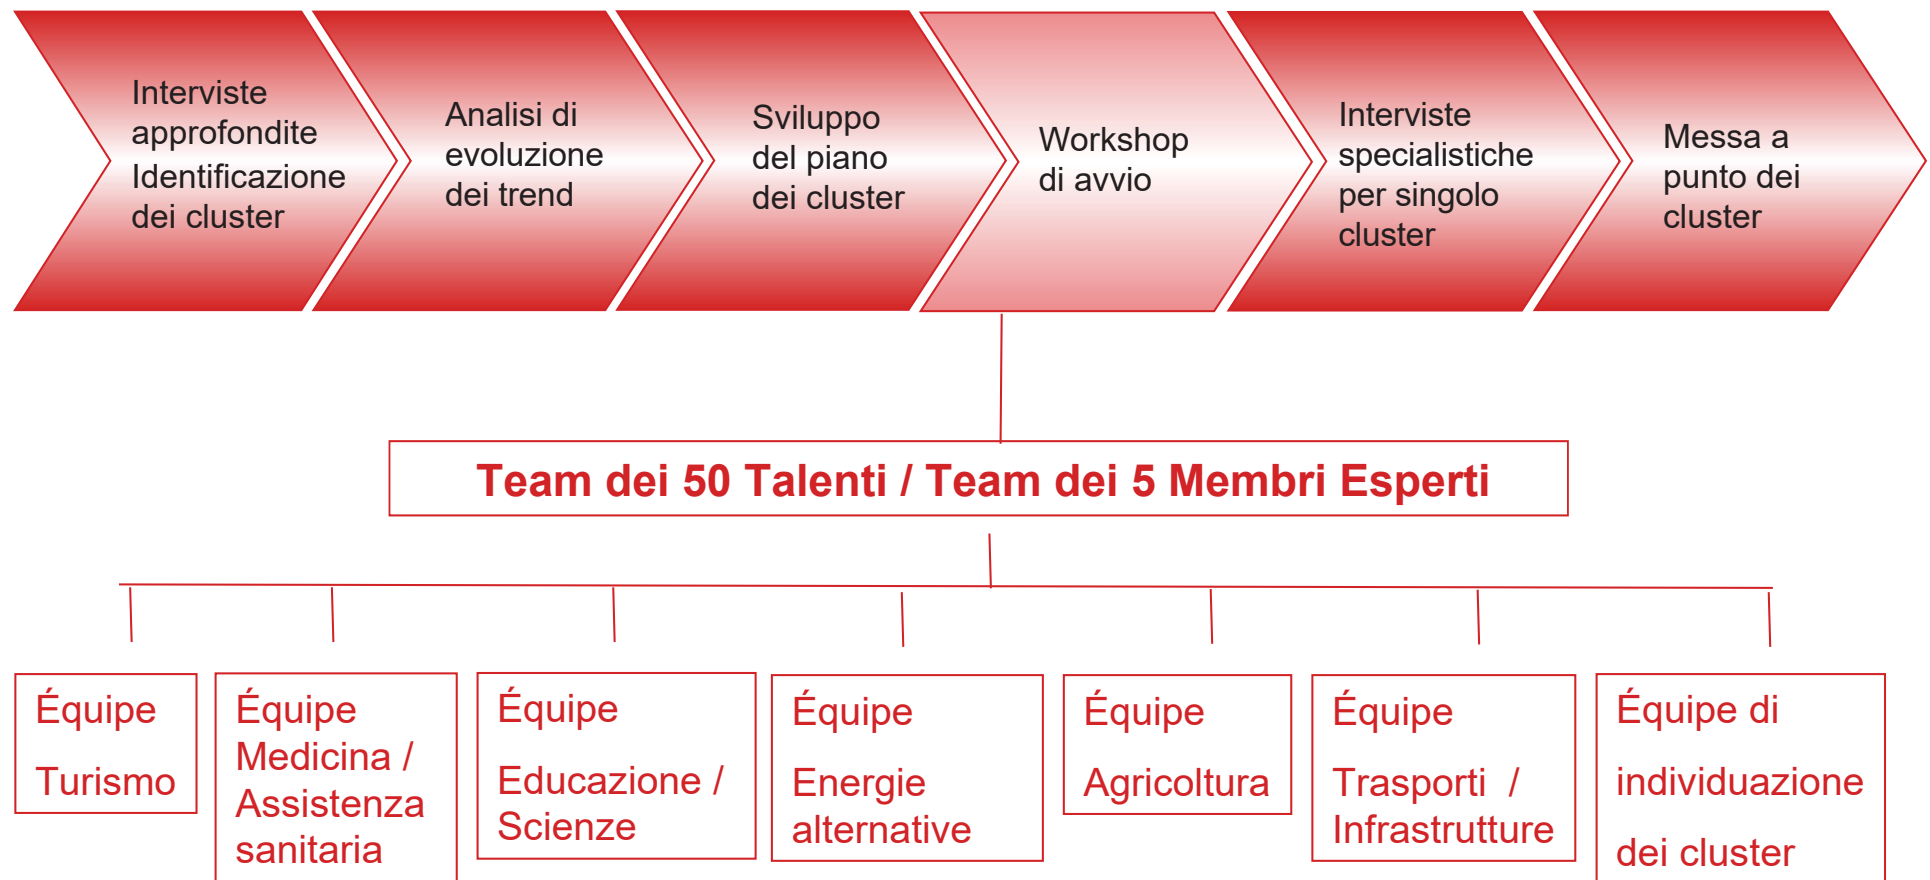 Interviste
approfondite
Identificazione
dei cluster
Analisi di
evoluzione
dei trend
Sviluppo
del piano
dei cluster
Workshop
di avvio
Interviste
specialistiche
per singolo
cluster
Messa a
punto dei
cluster
Team dei 50 Talenti / Team dei 5 Membri Esperti
Équipe
Turismo
Équipe
Medicina /
Assistenza
sanitaria
Équipe
Educazione /
Scienze
Équipe
Energie
alternative
Équipe
Agricoltura
Équipe
Trasporti /
Infrastrutture
Équipe di
individuazione
dei cluster